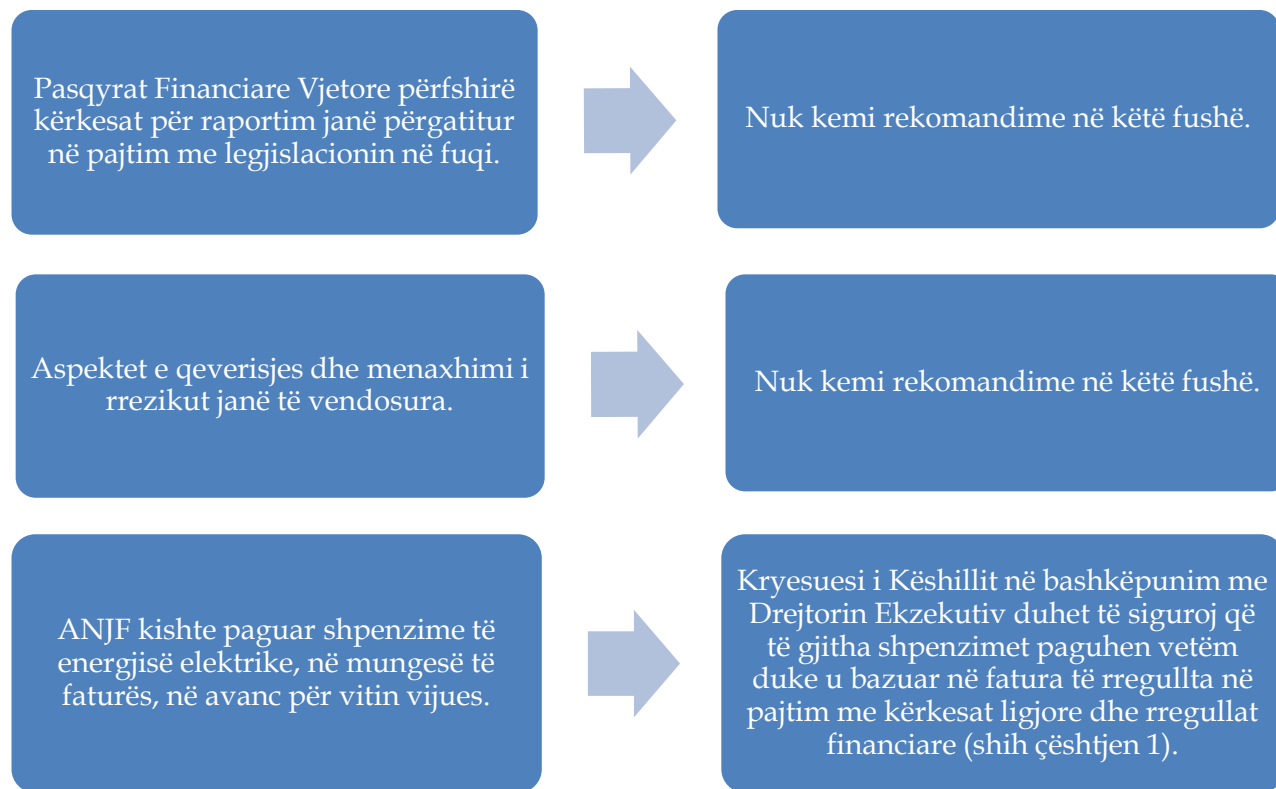 Pasqyrat Financiare Vjetore përfshirë
kërkesat për raportim janë përgatitur
në pajtim me legjislacionin në fuqi.
Nuk kemi rekomandime në këtë fushë.
Aspektet e qeverisjes dhe menaxhimi i
rrezikut janë të vendosura.
Nuk kemi rekomandime në këtë fushë.
ANJF kishte paguar shpenzime të
energjisë elektrike, në mungesë të
faturës, në avanc për vitin vijues.
Kryesuesi i Këshillit në bashkëpunim me
Drejtorin Ekzekutiv duhet të siguroj që
të gjitha shpenzimet paguhen vetëm
duke u bazuar në fatura të rregullta në
pajtim me kërkesat ligjore dhe rregullat
financiare (shih çështjen 1).